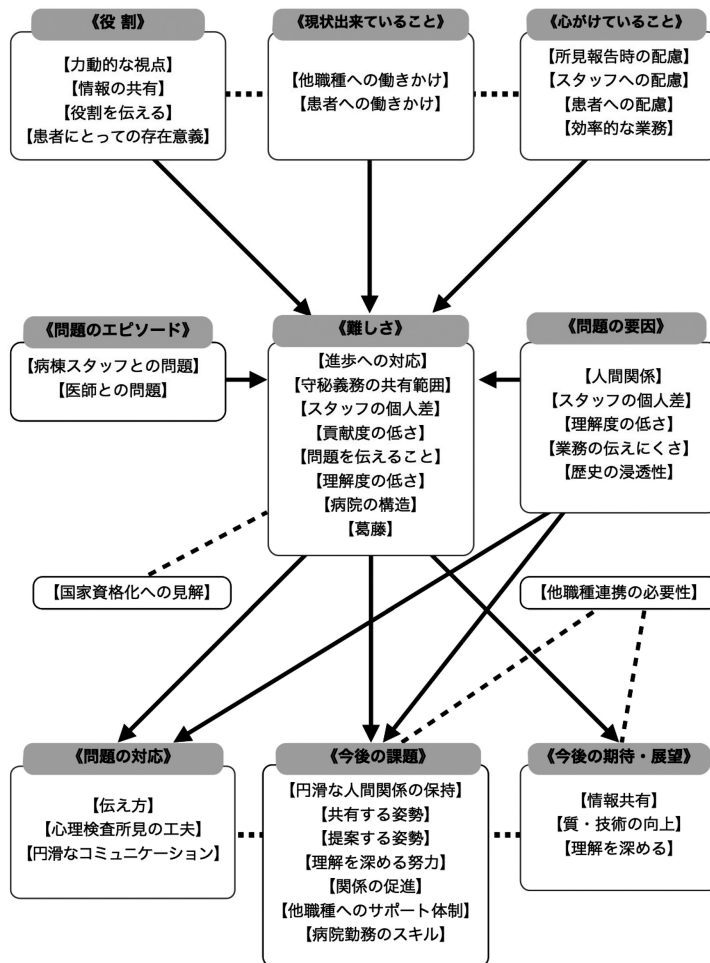 《役 割》
【力動的な視点】
【情報の共有】
【役割を伝える】
【患者にとっての存在意義】
《現状出来ていること》
【他職種への働きかけ】
【患者への働きかけ】
《心がけていること》
【所見報告時の配慮】
【スタッフへの配慮】
【患者への配慮】
【効率的な業務】
《問題のエピソード》
【病棟スタッフとの問題】
【医師との問題】
《難しさ》
【進歩への対応】
【守秘義務の共有範囲】
【スタッフの個人差】
【貢献度の低さ】
【問題を伝えること】
【理解度の低さ】
【病院の構造】
【葛藤】
《問題の要因》
【人間関係】
【スタッフの個人差】
【理解度の低さ】
【業務の伝えにくさ】
【歴史の浸透性】
【国家資格化への見解】
【他職種連携の必要性】
《問題の対応》
【伝え方】
【心理検査所見の工夫】
【円滑なコミュニケーション】
《今後の課題》
【円滑な人間関係の保持】
【共有する姿勢】
【提案する姿勢】
【理解を深める努力】
【関係の促進】
【他職種へのサポート体制】
【病院勤務のスキル】
《今後の期待・展望》
【情報共有】
【質・技術の向上】
【理解を深める】